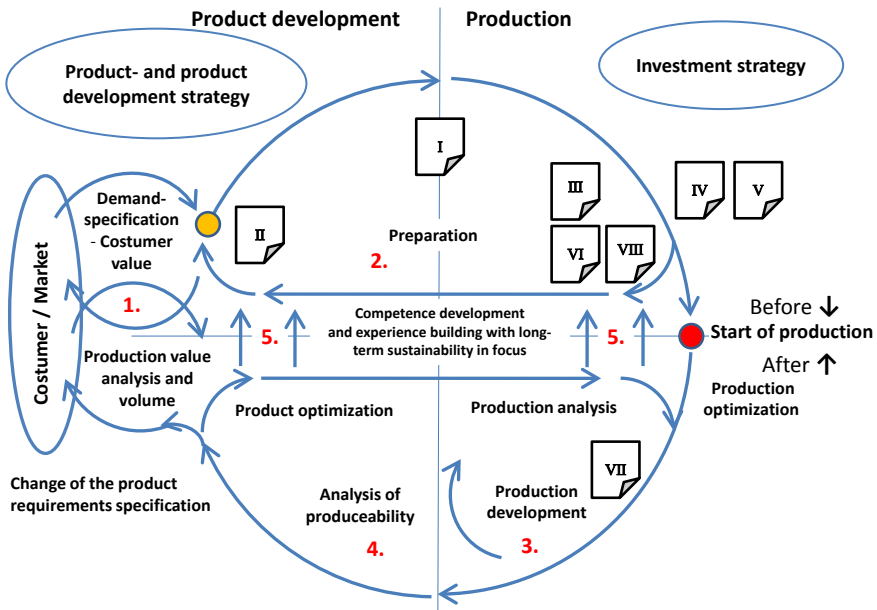 Product development
Production
Product- and product
development strategy
Investment strategy
I
III
IV
V
Demand-
specification
- Costumer
value
II
Preparation
VI
VIII
2.
Costumer / Market
1.
Competence development
and experience building with long-
term sustainability in focus
5.
5.
Before ↓
Start of production
After ↑
Production value
analysis and
volume
Product optimization
Production analysis
Production
optimization
Change of the product
requirements specification
Analysis of
produceability
4.
Production
development
3.
VII